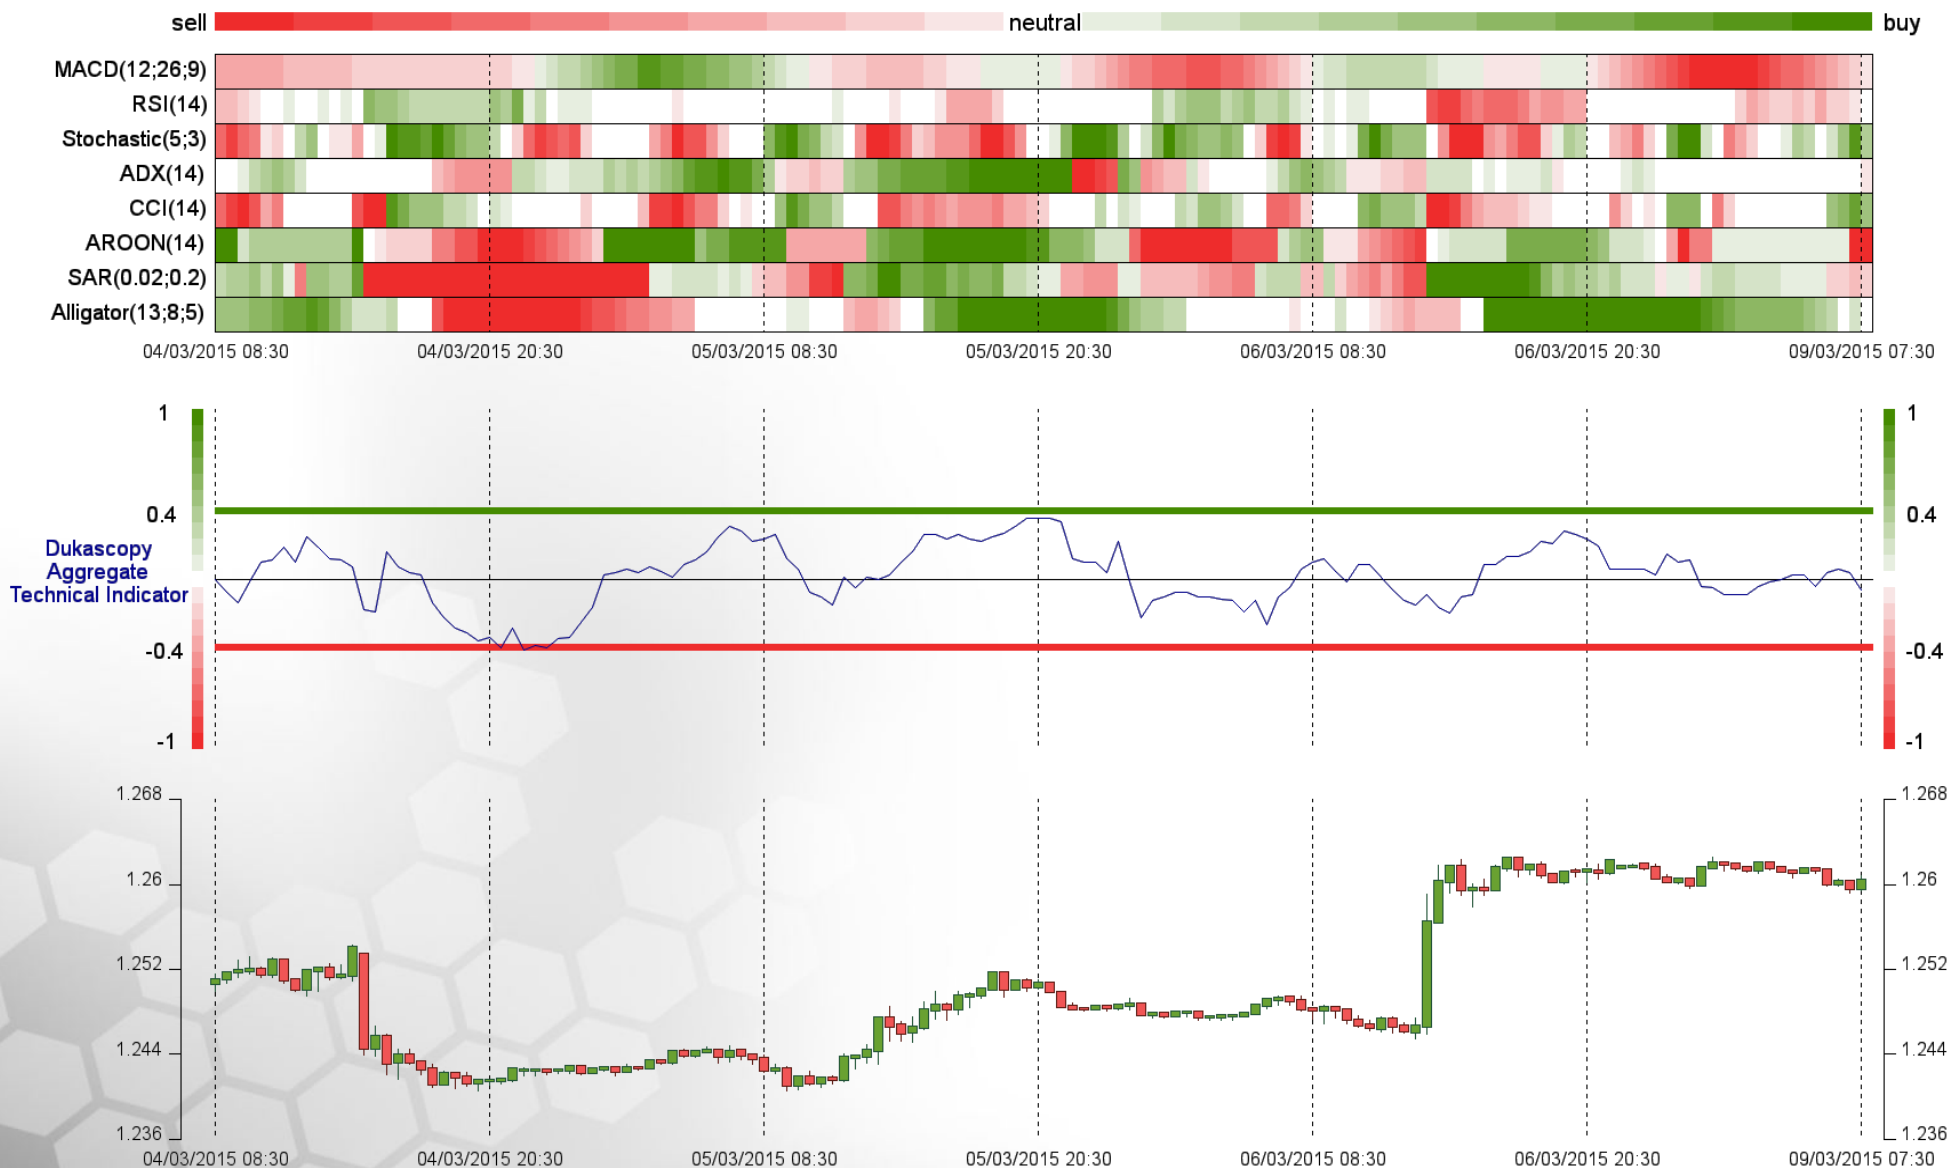 sell neutral buy
MACD(12;26;9)
RSI(14)
Stochastic(5;3)
ADX(14)
CCI(14)
AROON(14)
SAR(0.02;0.2)
Alligator(13;8;5)
04/03/2015 08:30 04/03/2015 20:30 05/03/2015 08:30 05/03/2015 20:30 06/03/2015 08:30 06/03/2015 20:30 09/03/2015 07:30
1 1
0.4 0.4
Dukascopy
Aggregate
Technical Indicator
-0.4 -0.4
-1 -1
1.268 1.268
1.26 1.26
1.252 1.252
1.244 1.244
1.236 1.236
04/03/2015 08:30 04/03/2015 20:30 05/03/2015 08:30 05/03/2015 20:30 06/03/2015 08:30 06/03/2015 20:30 09/03/2015 07:30